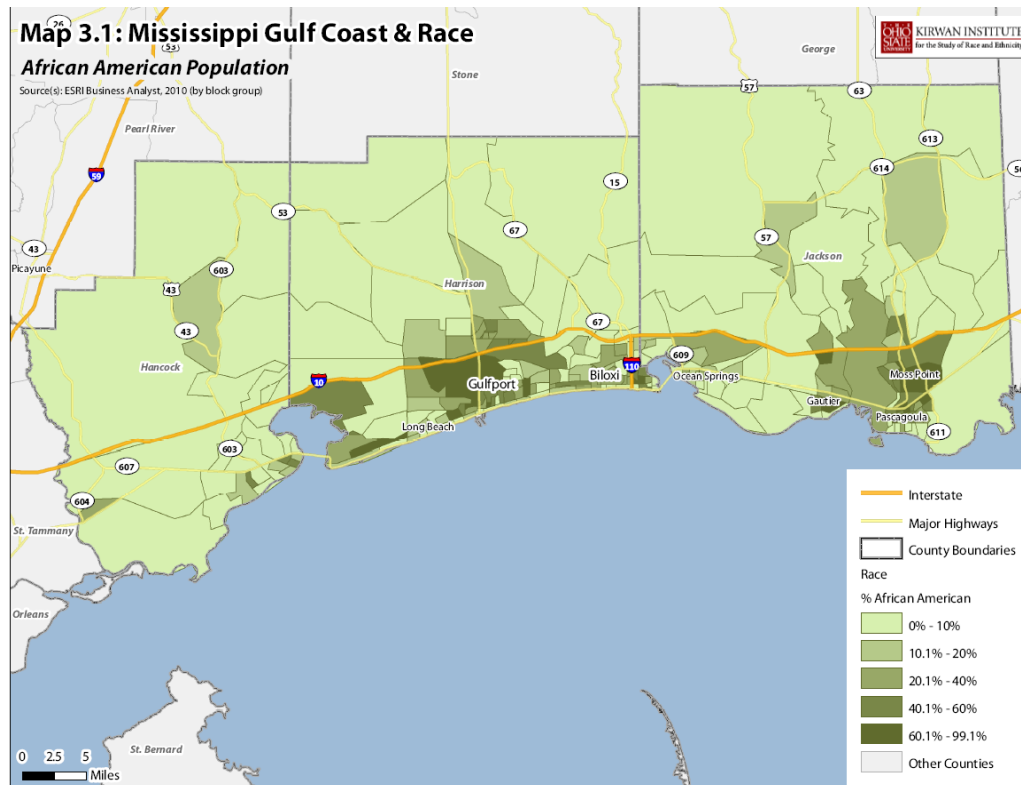 Map 3.1: Mississippi Gulf Coast & Race
African American Population
Source(s): ESRI Business Analyst, 2010 (by block group)
THE
OHIO
STATE
UNIVERSITY
KIRWAN INSTITUTE
for the Study of Race and Ethnicity
26
53
Stone
George
57
63
Pearl River
613
59
614
15
53
43
67
57
Picayune
603
Jackson
43
Harrison
43
67
609
Hancock
10
110
Biloxi
Gulfport
Ocean Springs
Moss Point
Gautier
Long Beach
Pascagoula
611
603
607
604
St. Tammany
Orleans
St. Bernard
0 2.5 5
Miles
Interstate
Major Highways
County Boundaries
Race
% African American
0% - 10%
10.1% - 20%
20.1% - 40%
40.1% - 60%
60.1% - 99.1%
Other Counties